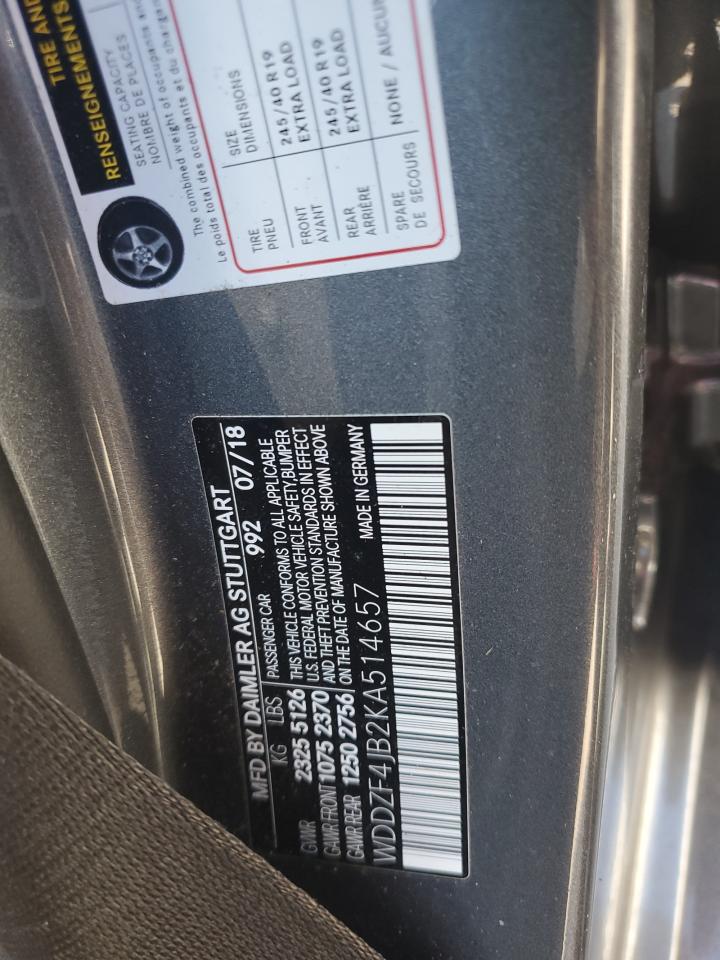 TIRE AND
RENSEIGNEMENTS
SEATING CAPACITY
NOMBRE DE PLACES
The combined weight of occupants and
Le poids total des occupants et du
TIRE
PNEU
SIZE
DIMENSIONS
FRONT
AVANT
245/40 R19
EXTRA LOAD
REAR
ARRIÈRE
245/40 R19
EXTRA LOAD
SPARE
DE SECOURS
NONE / AUCUN
MFD BY DAIMLER AG STUTTGART
992 07/18
KG LBS PASSENGER CAR
GVWR 2325 5126 THIS VEHICLE CONFORMS TO ALL APPLICABLE
U.S. FEDERAL MOTOR VEHICLE SAFETY, BUMPER
GAWR FRONT 1075 2370 AND THEFT PREVENTION STANDARDS IN EFFECT
GAWR REAR 1250 2756 ON THE DATE OF MANUFACTURE SHOWN ABOVE
WDDZF4JB2KA514657 MADE IN GERMANY